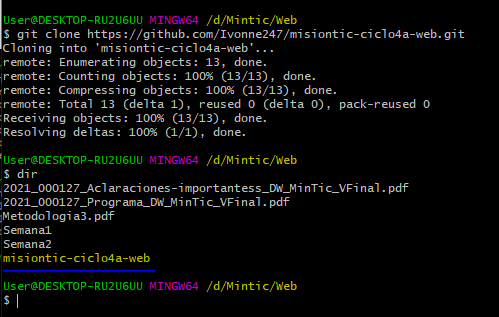 User@DESKTOP-RU2U6UU MINGW64 /d/Mintic/Web
$ git clone https://github.com/Ivonne247/misiontic-ciclo4a-web.git
Cloning into 'misiontic-ciclo4a-web'...
remote: Enumerating objects: 13, done.
remote: Counting objects: 100% (13/13), done.
remote: Compressing objects: 100% (13/13), done.
remote: Total 13 (delta 1), reused 0 (delta 0), pack-reused 0
Receiving objects: 100% (13/13), done.
Resolving deltas: 100% (1/1), done.
User@DESKTOP-RU2U6UU MINGW64 /d/Mintic/Web
$ dir
2021_000127_Aclaraciones-importantess_DW_MinTic_VFinal.pdf
2021_000127_Programa_DW_MinTic_VFinal.pdf
Metodologia3.pdf
Semana1
Semana2
misiontic-ciclo4a-web
User@DESKTOP-RU2U6UU MINGW64 /d/Mintic/Web
$